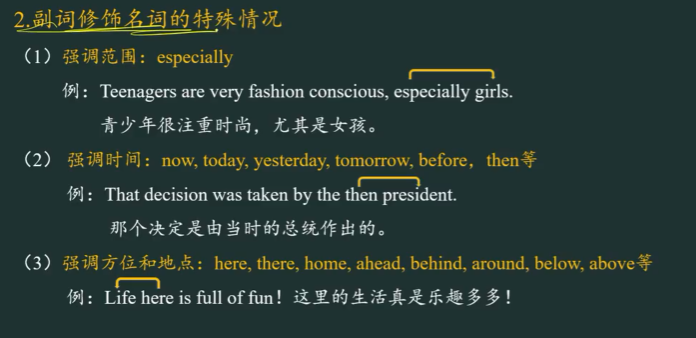 2.副词修饰名词的特殊情况
（1）强调范围：especially
例：Teenagers are very fashion conscious, especially girls.
青少年很注重时尚，尤其是女孩。
（2）强调时间：now, today, yesterday, tomorrow, before，then等
例：That decision was taken by the then president.
那个决定是由当时的总统作出的。
（3）强调方位和地点：here, there, home, ahead, behind, around, below, above等
例：Life here is full of fun！这里的生活真是乐趣多多！